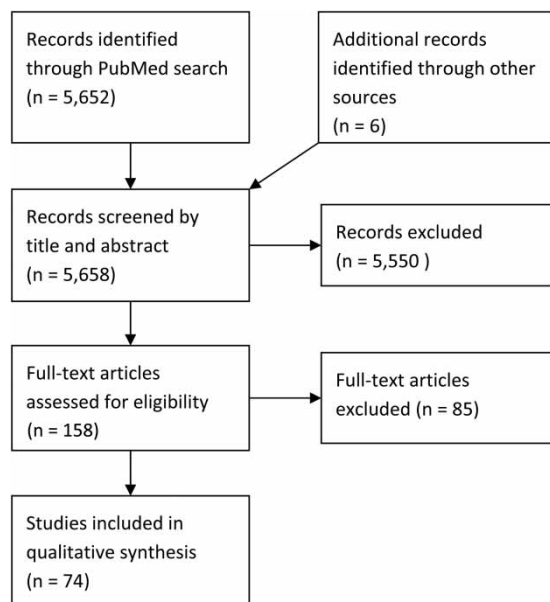 Records identified
through PubMed search
(n = 5,652)
Additional records
identified through other
sources
(n = 6)
Records screened by
title and abstract
(n = 5,658)
Records excluded
(n = 5,550 )
Full-text articles
assessed for eligibility
(n = 158)
Full-text articles
excluded (n = 85)
Studies included in
qualitative synthesis
(n = 74)